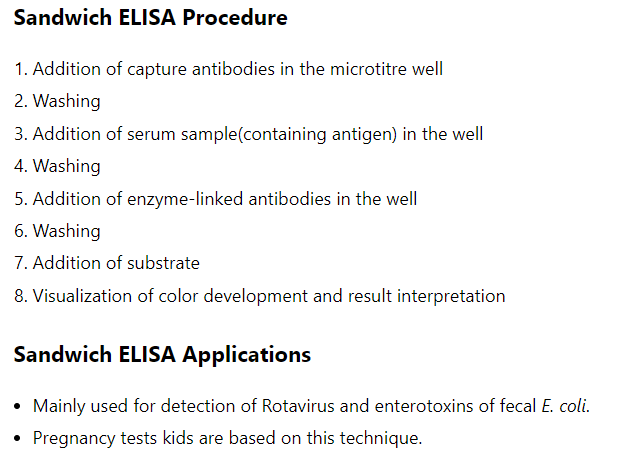 Sandwich ELISA Procedure
1. Addition of capture antibodies in the microtitre well
2. Washing
3. Addition of serum sample(containing antigen) in the well
4. Washing
5. Addition of enzyme-linked antibodies in the well
6. Washing
7. Addition of substrate
8. Visualization of color development and result interpretation
Sandwich ELISA Applications
• Mainly used for detection of Rotavirus and enterotoxins of fecal E. coli.
• Pregnancy tests kids are based on this technique.